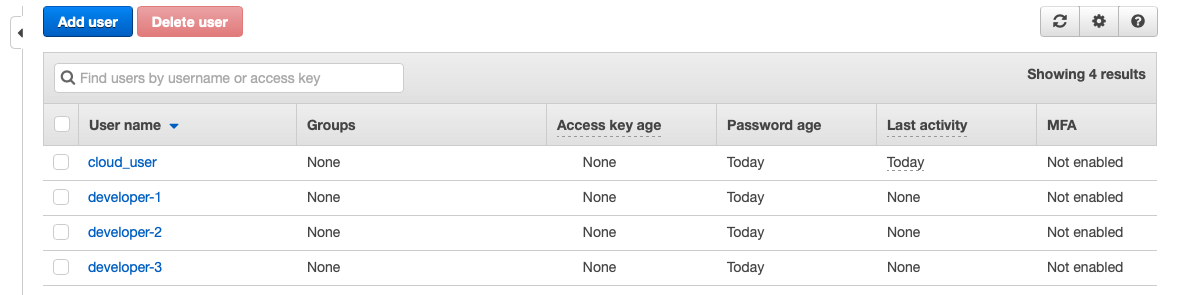 Add user Delete user
Find users by username or access key Showing 4 results
User name Groups Access key age Password age Last activity MFA
cloud_user None None Today Today Not enabled
developer-1 None None Today None Not enabled
developer-2 None None Today None Not enabled
developer-3 None None Today None Not enabled